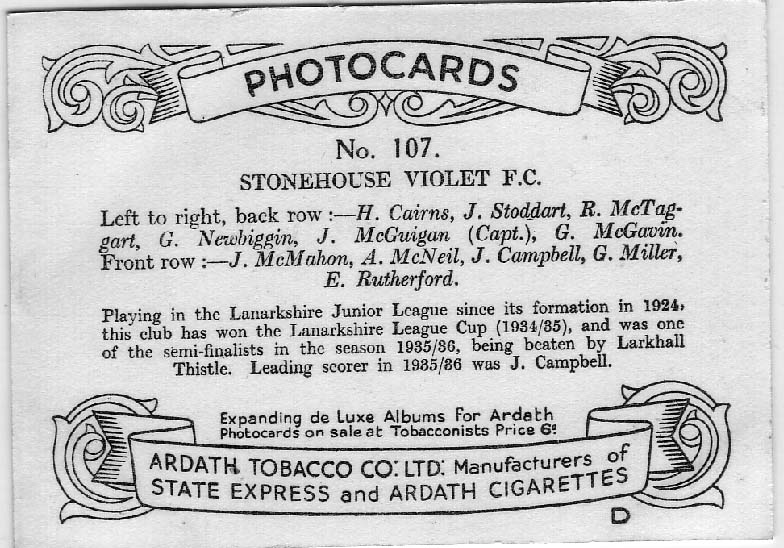 PHOTOCARDS
No. 107.
STONEHOUSE VIOLET F.C.
Left to right, back row :—H. Cairns, J. Stoddart, R. McTag-
gart, G. Newbiggin, J. McGuigan (Capt.), G. McGavin.
Front row :—J. McMahon, A. McNeil, J. Campbell, G. Miller,
E. Rutherford.
Playing in the Lanarkshire Junior League since its formation in 1924,
this club has won the Lanarkshire League Cup (1934/35), and was one
of the semi-finalists in the season 1935/36, being beaten by Larkhall
Thistle. Leading scorer in 1935/36 was J. Campbell.
Expanding de Luxe Albums for Ardath
Photocards on sale at Tobacconists Price 6d
ARDATH TOBACCO CO: LTD: Manufacturers of
STATE EXPRESS and ARDATH CIGARETTES
D